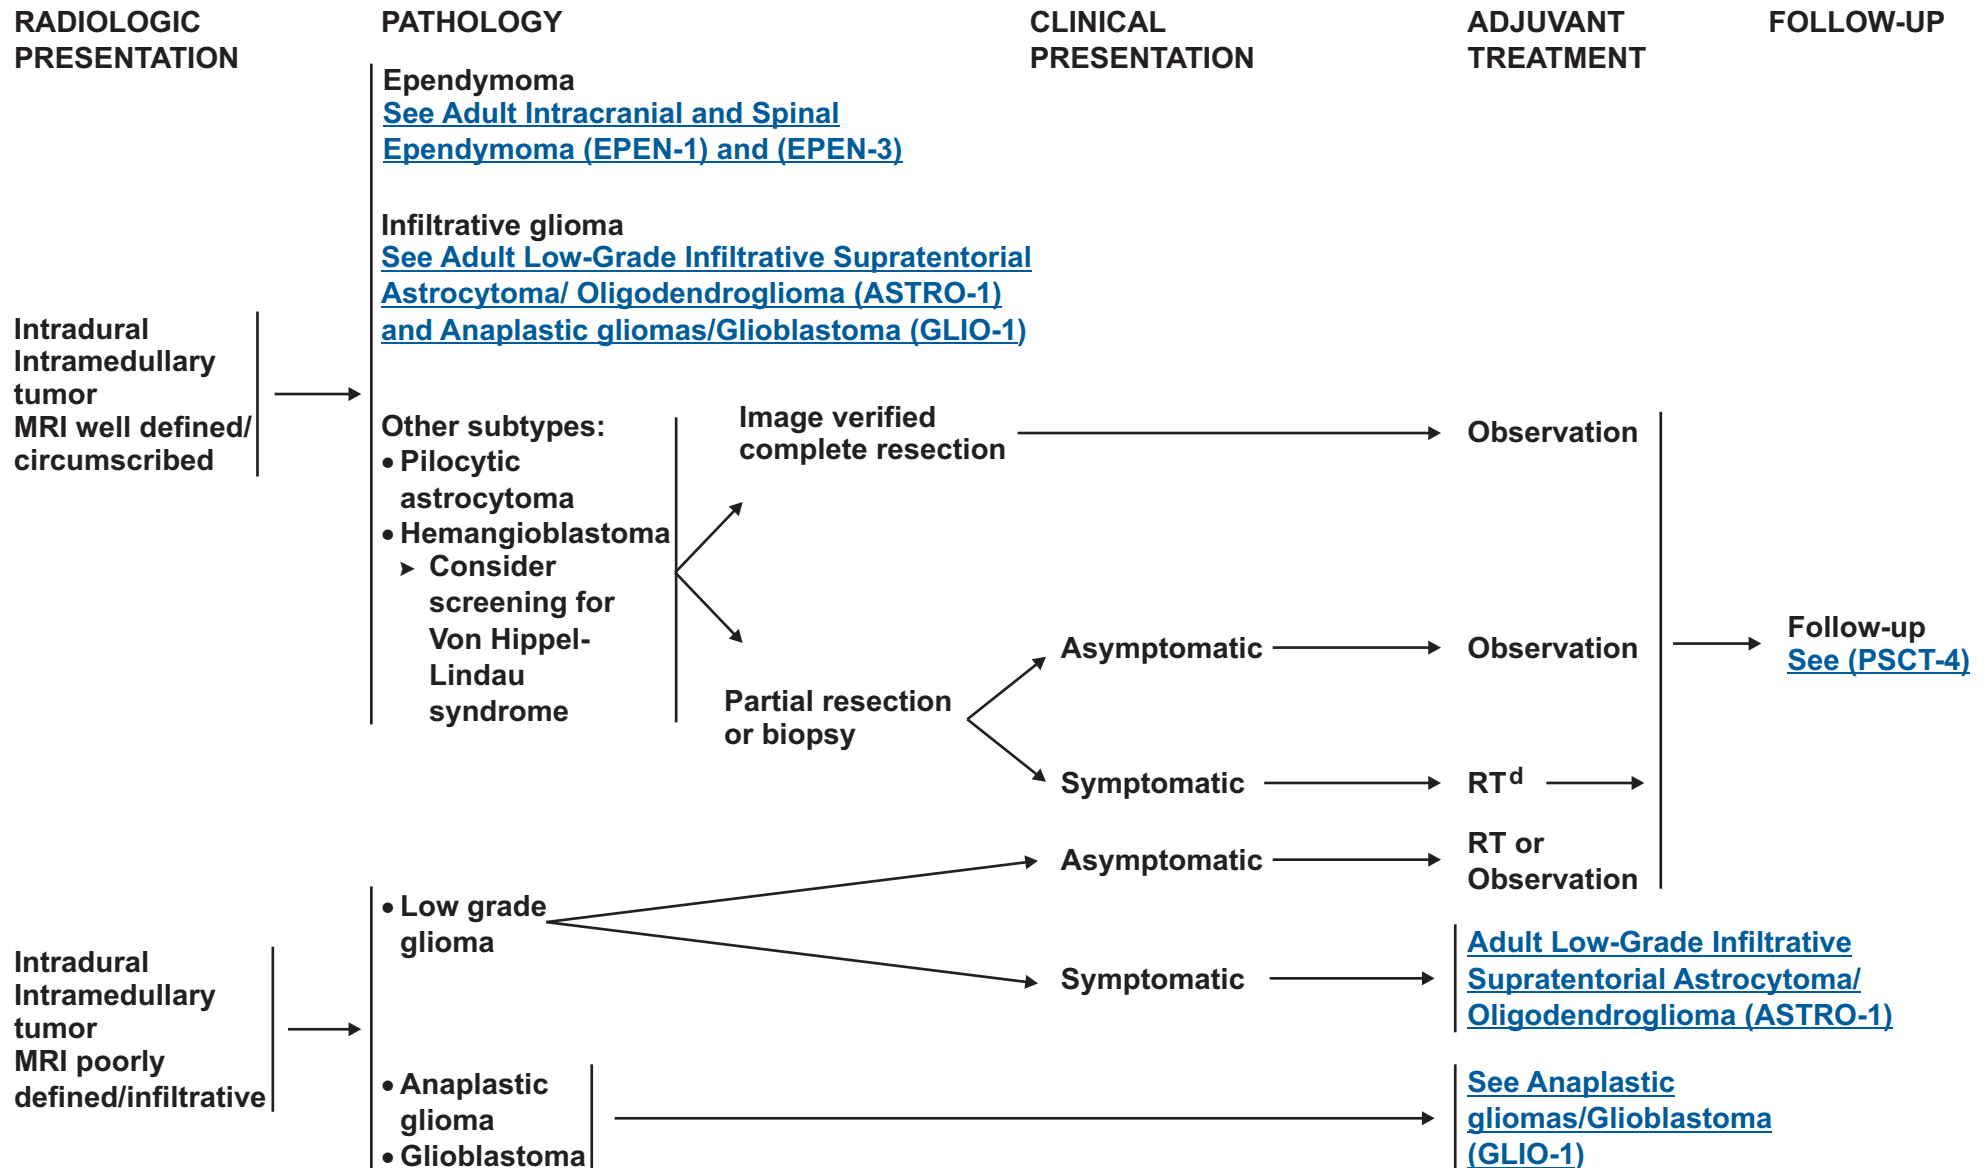 RADIOLOGIC
PRESENTATION
PATHOLOGY
CLINICAL
PRESENTATION
ADJUVANT
TREATMENT
FOLLOW-UP
Ependymoma
See Adult Intracranial and Spinal
Ependymoma (EPEN-1) and (EPEN-3)
Infiltrative glioma
See Adult Low-Grade Infiltrative Supratentorial
Astrocytoma/ Oligodendroglioma (ASTRO-1)
and Anaplastic gliomas/Glioblastoma (GLIO-1)
Intradural
Intramedullary
tumor
MRI well defined/
circumscribed
Other subtypes:
• Pilocytic
astrocytoma
• Hemangioblastoma
➤ Consider
screening for
Von Hippel-
Lindau
syndrome
Image verified
complete resection
Observation
Partial resection
or biopsy
Asymptomatic
Observation
Symptomatic
RTd
Follow-up
See (PSCT-4)
Intradural
Intramedullary
tumor
MRI poorly
defined/infiltrative
• Low grade
glioma
Asymptomatic
RT or
Observation
Symptomatic
Adult Low-Grade Infiltrative
Supratentorial Astrocytoma/
Oligodendroglioma (ASTRO-1)
• Anaplastic
glioma
• Glioblastoma
See Anaplastic
gliomas/Glioblastoma
(GLIO-1)